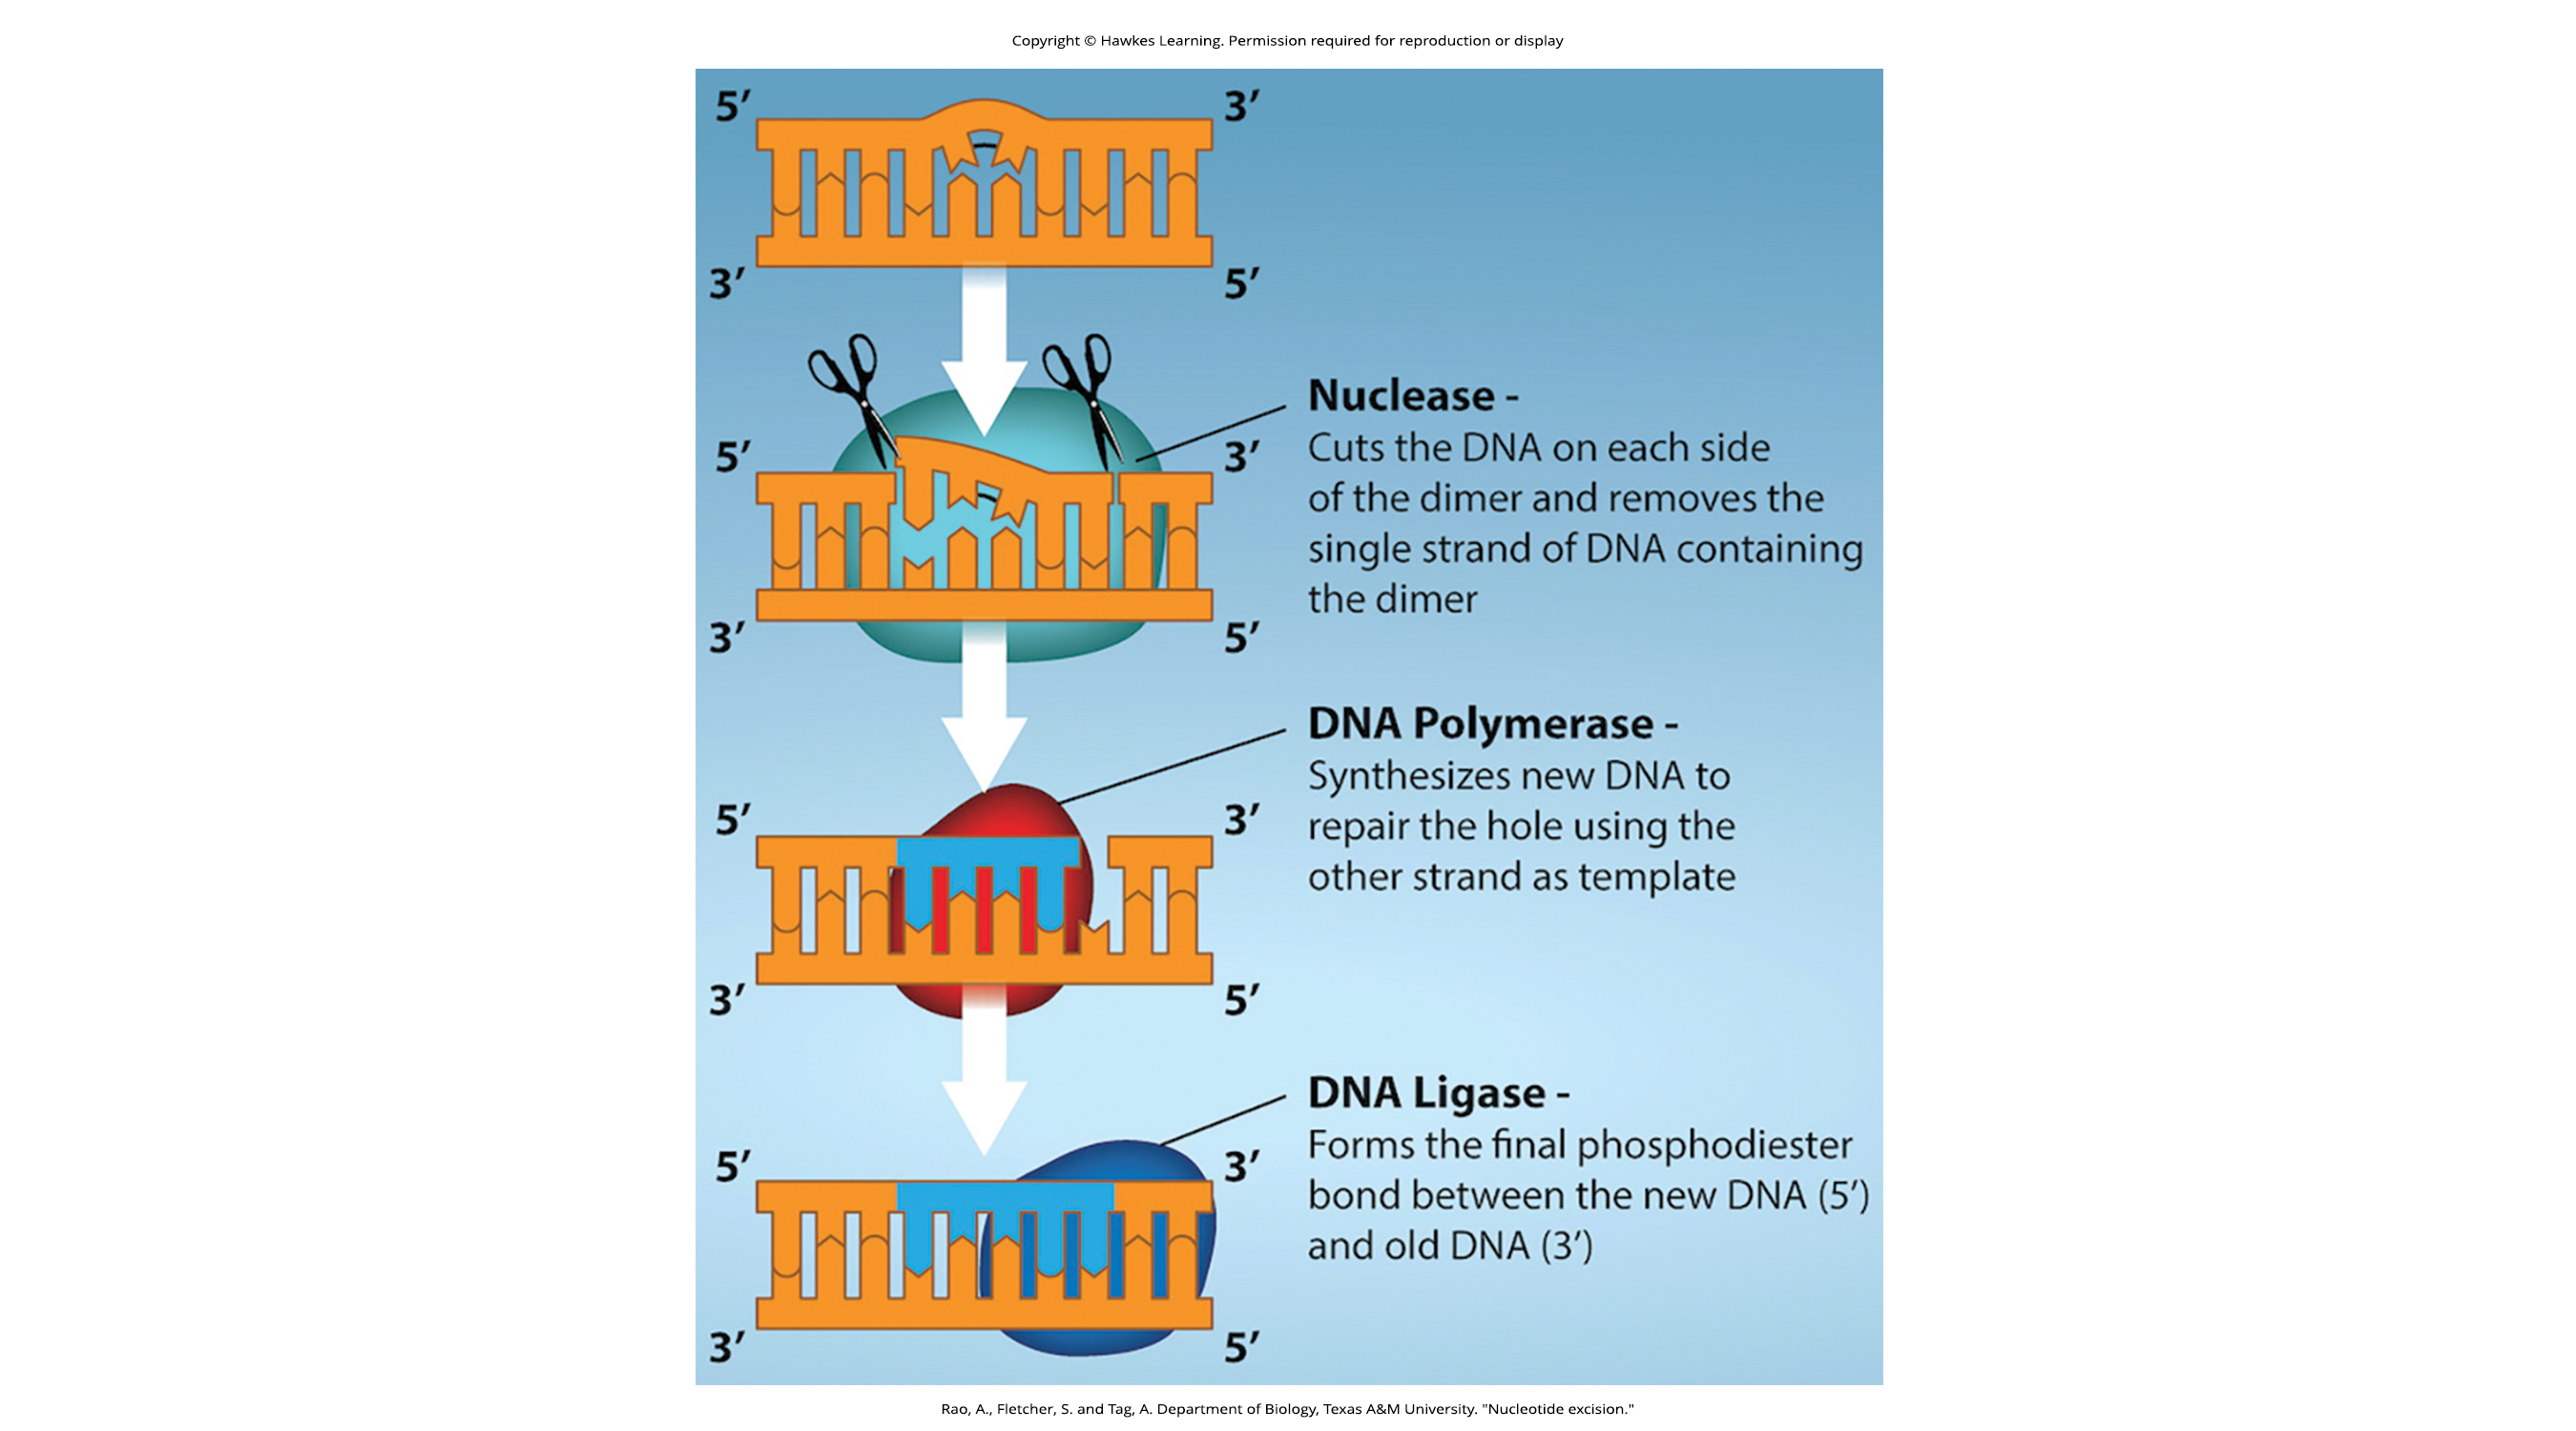 Copyright © Hawkes Learning. Permission required for reproduction or display
5′ 3′
3′ 5′
Nuclease -
Cuts the DNA on each side
of the dimer and removes the
single strand of DNA containing
the dimer
5′ 3′
3′ 5′
DNA Polymerase -
Synthesizes new DNA to
repair the hole using the
other strand as template
5′ 3′
3′ 5′
DNA Ligase -
Forms the final phosphodiester
bond between the new DNA (5′)
and old DNA (3′)
5′ 3′
3′ 5′
Rao, A., Fletcher, S. and Tag, A. Department of Biology, Texas A&M University. "Nucleotide excision."